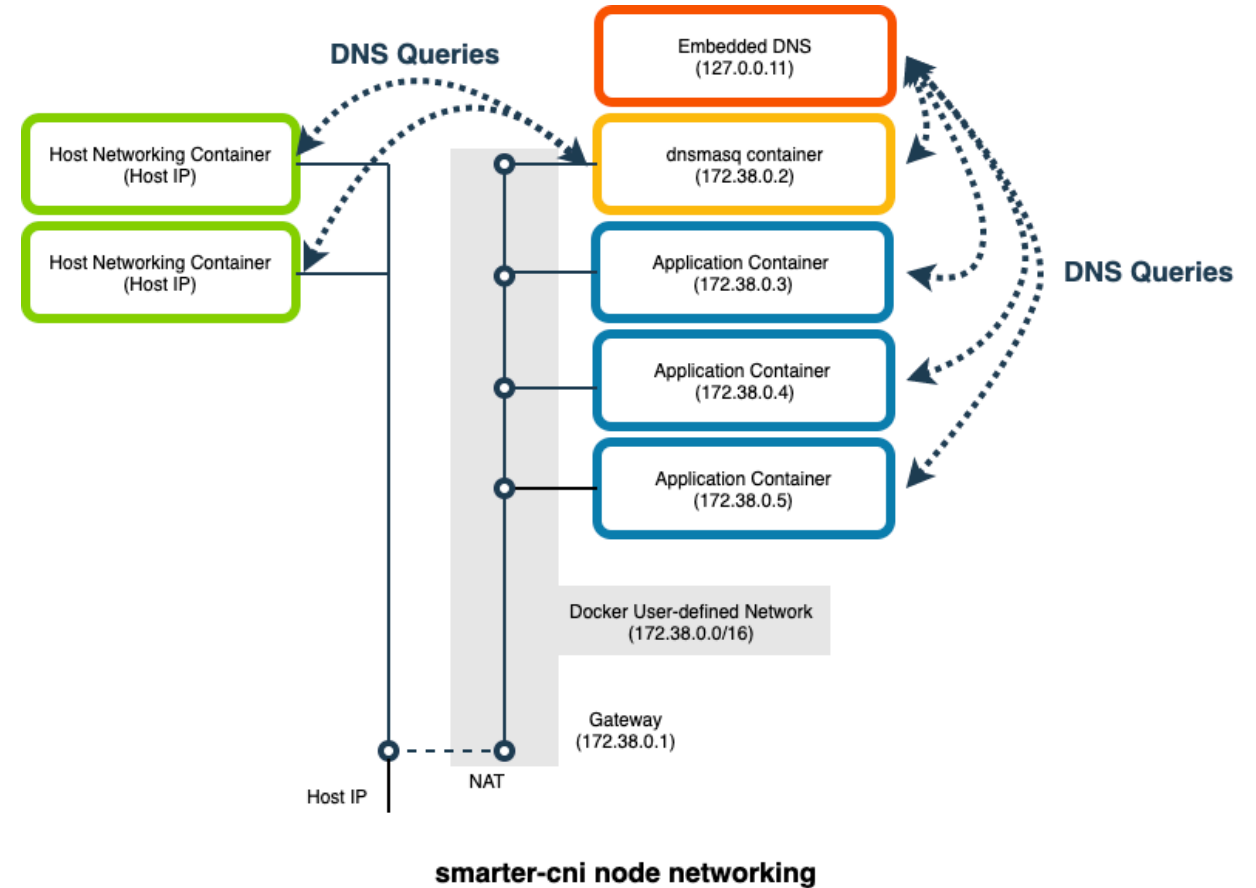 DNS Queries
Embedded DNS
(127.0.0.11)
Host Networking Container
(Host IP)
dnsmasq container
(172.38.0.2)
Host Networking Container
(Host IP)
Application Container
(172.38.0.3)
DNS Queries
Application Container
(172.38.0.4)
Application Container
(172.38.0.5)
Docker User-defined Network
(172.38.0.0/16)
Gateway
(172.38.0.1)
NAT
Host IP
smarter-cni node networking